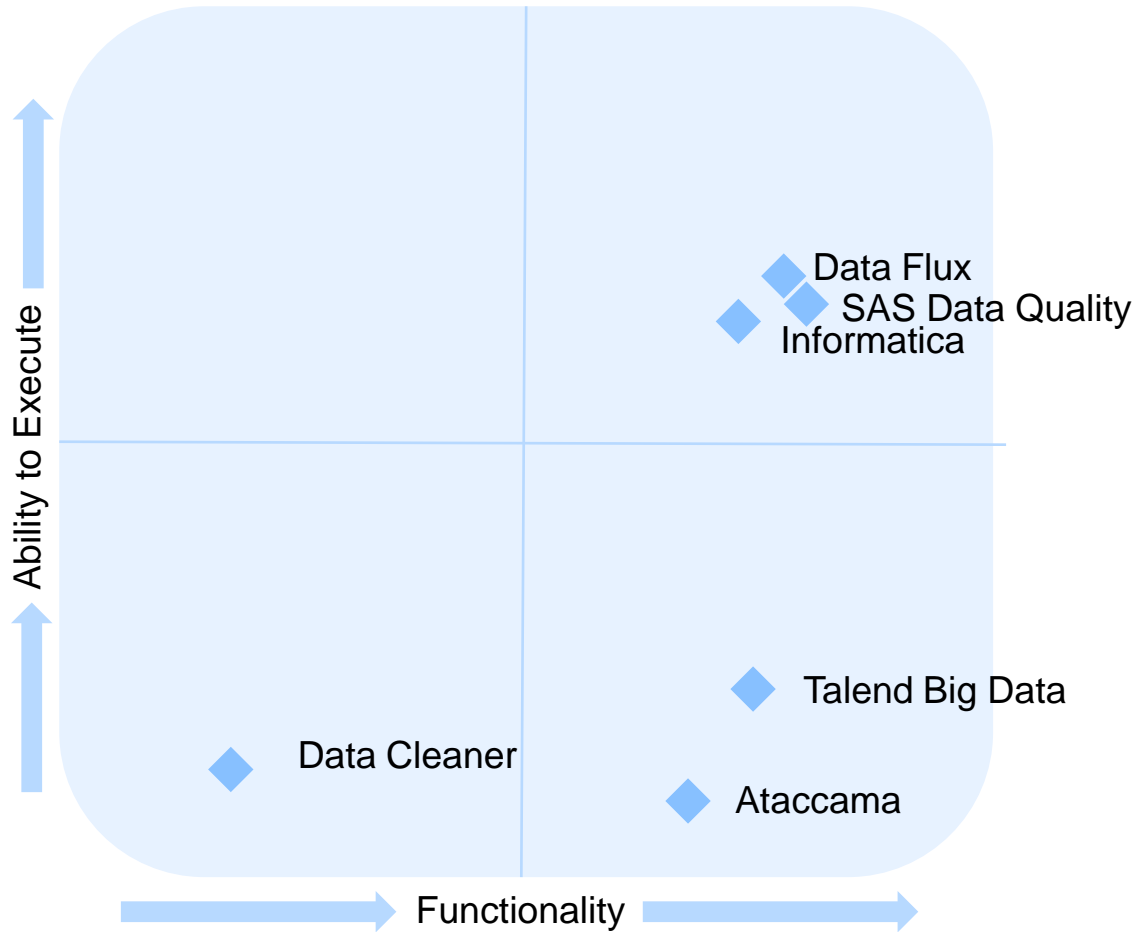 Data Flux
SAS Data Quality
Informatica
Ability to Execute
Talend Big Data
Data Cleaner
Ataccama
Functionality